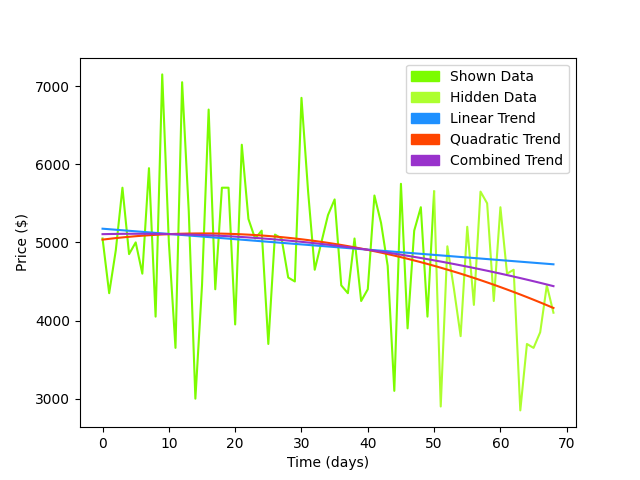 7000
6000
5000
4000
3000
Price ($)
0 10 20 30 40 50 60 70
Time (days)
Shown Data
Hidden Data
Linear Trend
Quadratic Trend
Combined Trend